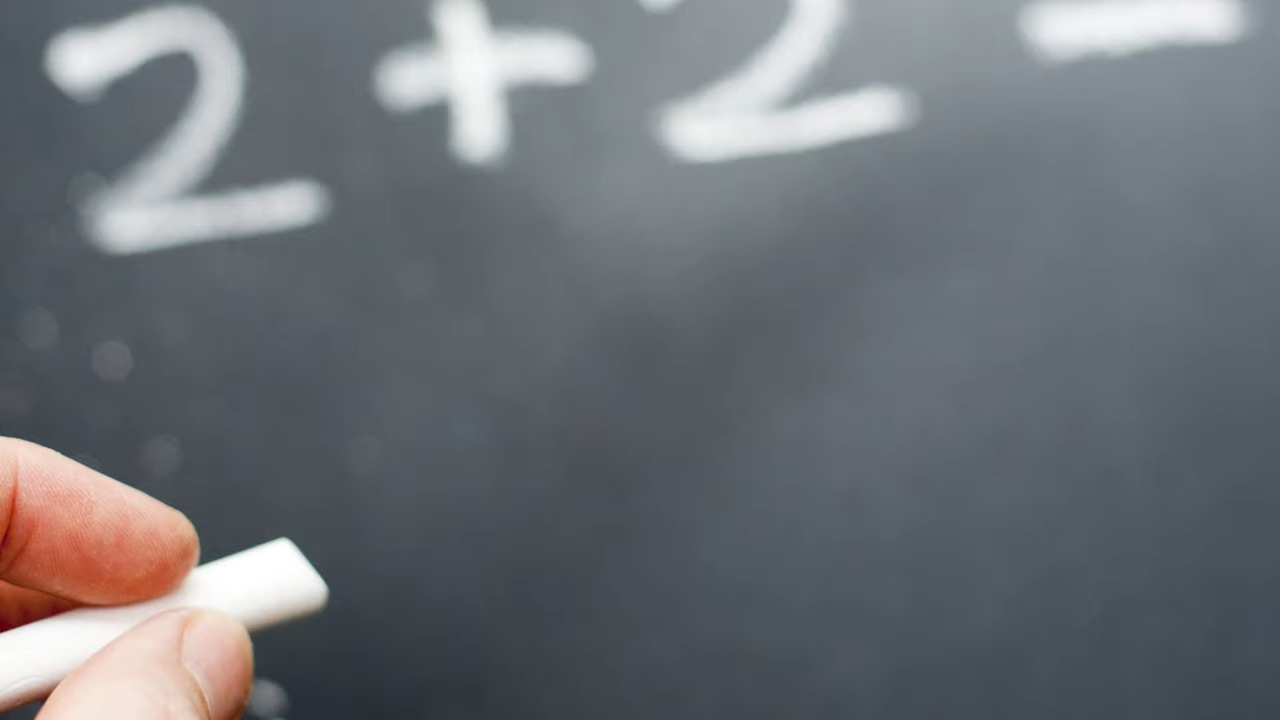 2 + 2 =